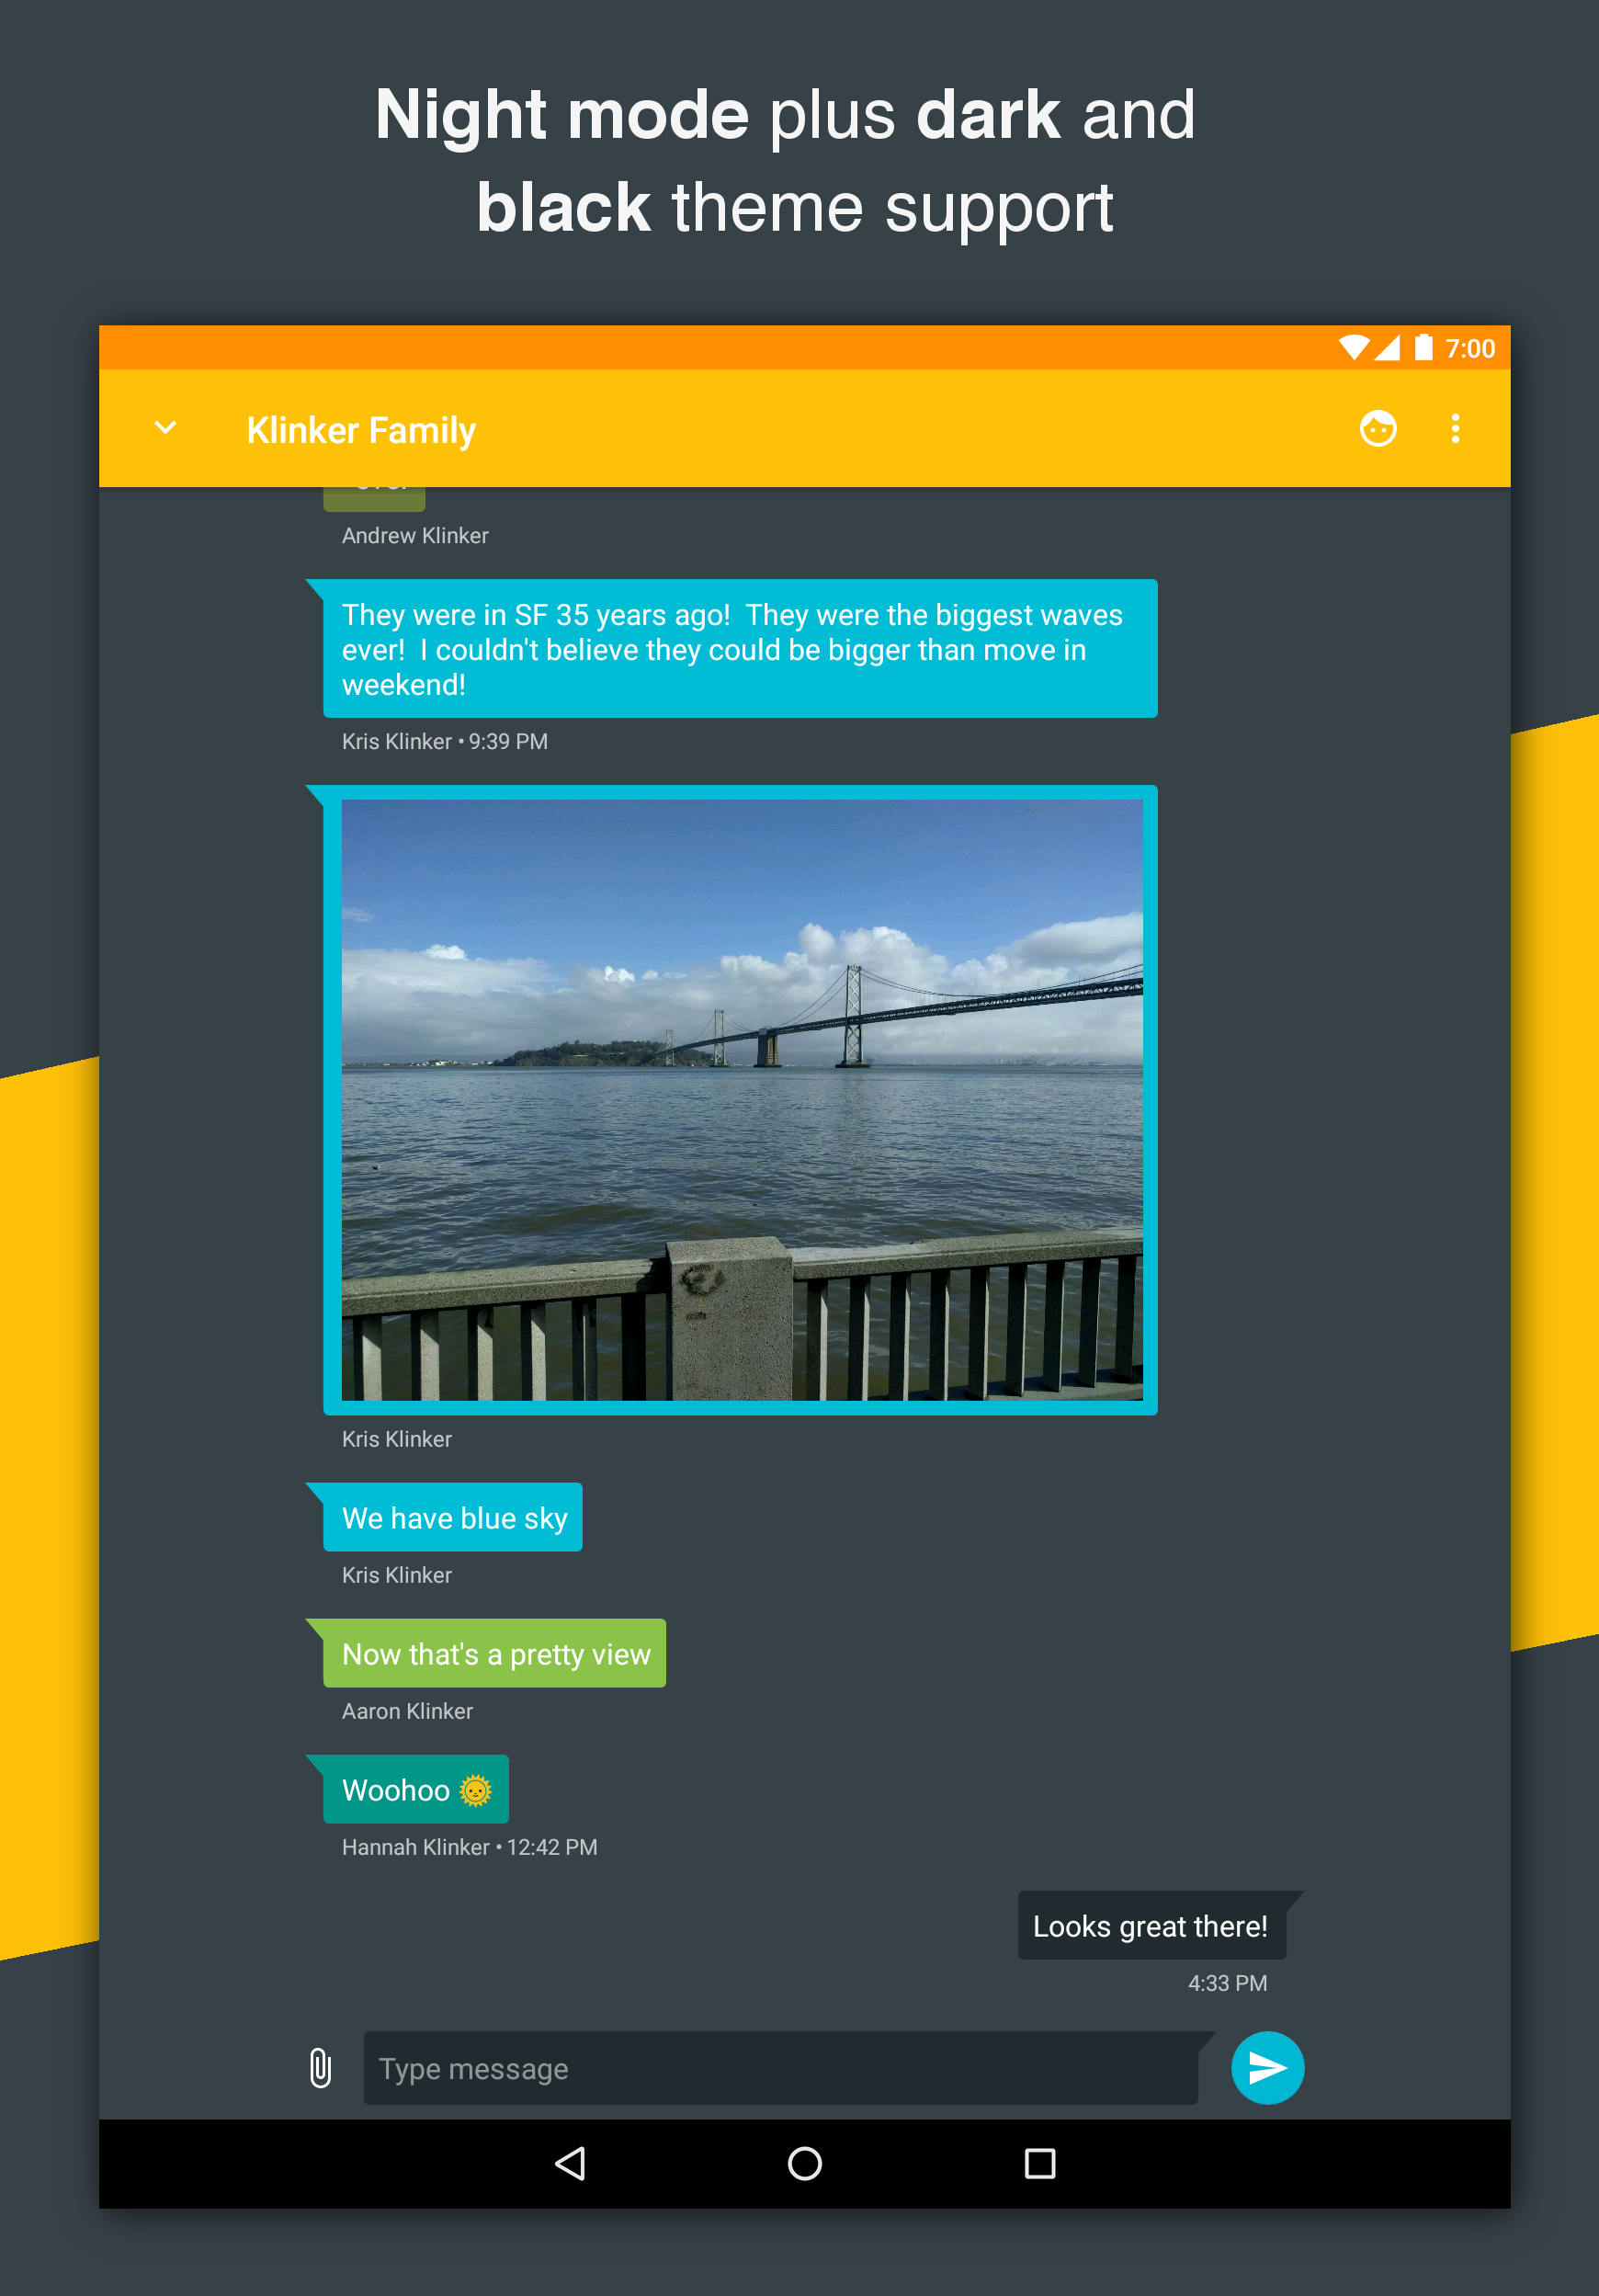 Night mode plus dark and
black theme support
7:00
Klinker Family
Andrew Klinker
They were in SF 35 years ago!  They were the biggest waves
ever!  I couldn't believe they could be bigger than move in
weekend!
Kris Klinker • 9:39 PM
Kris Klinker
We have blue sky
Kris Klinker
Now that's a pretty view
Aaron Klinker
Woohoo 🌞
Hannah Klinker • 12:42 PM
Looks great there!
4:33 PM
Type message